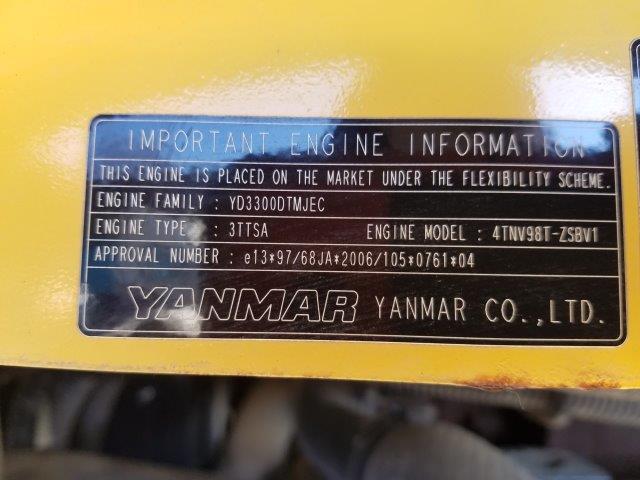 IMPORTANT ENGINE INFORMATION
THIS ENGINE IS PLACED ON THE MARKET UNDER THE FLEXIBILITY SCHEME.
ENGINE FAMILY : YD3300DTMJEC
ENGINE TYPE : 3TTSA ENGINE MODEL : 4TNV98T-ZSBV1
APPROVAL NUMBER : e13*97/68JA*2006/105*0761*04
YANMAR YANMAR CO.,LTD.